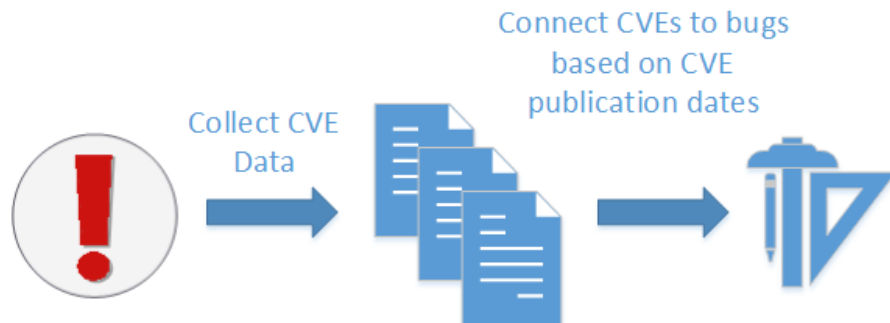 Collect CVE
Data
Connect CVEs to bugs
based on CVE
publication dates